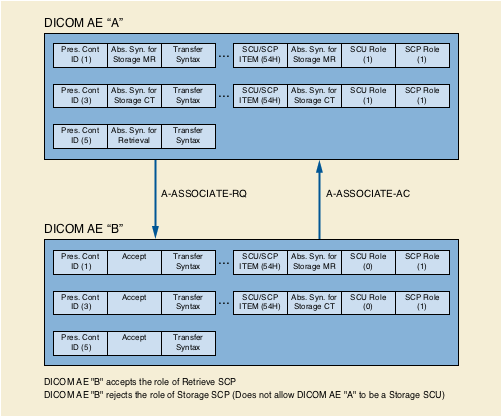 DICOM AE “A”
Pres. Cont Abs. Syn. for Transfer SCU/SCP Abs. Syn. for SCU Role SCP Role
ID (1) Storage MR Syntax ... ITEM (54H) Storage MR (1) (1)
Pres. Cont Abs. Syn. for Transfer SCU/SCP Abs. Syn. for SCU Role SCP Role
ID (3) Storage CT Syntax ... ITEM (54H) Storage CT (1) (1)
Pres. Cont Abs. Syn. for Transfer
ID (5) Retrieval Syntax
A-ASSOCIATE-RQ A-ASSOCIATE-AC
DICOM AE “B”
Pres. Cont Accept Transfer SCU/SCP Abs. Syn. for SCU Role SCP Role
ID (1) Syntax ... ITEM (54H) Storage MR (0) (1)
Pres. Cont Accept Transfer SCU/SCP Abs. Syn. for SCU Role SCP Role
ID (3) Syntax ... ITEM (54H) Storage CT (0) (1)
Pres. Cont Accept Transfer
ID (5) Syntax
DICOM AE "B" accepts the role of Retrieve SCP
DICOM AE "B" rejects the role of Storage SCP (Does not allow DICOM AE "A" to be a Storage SCU)